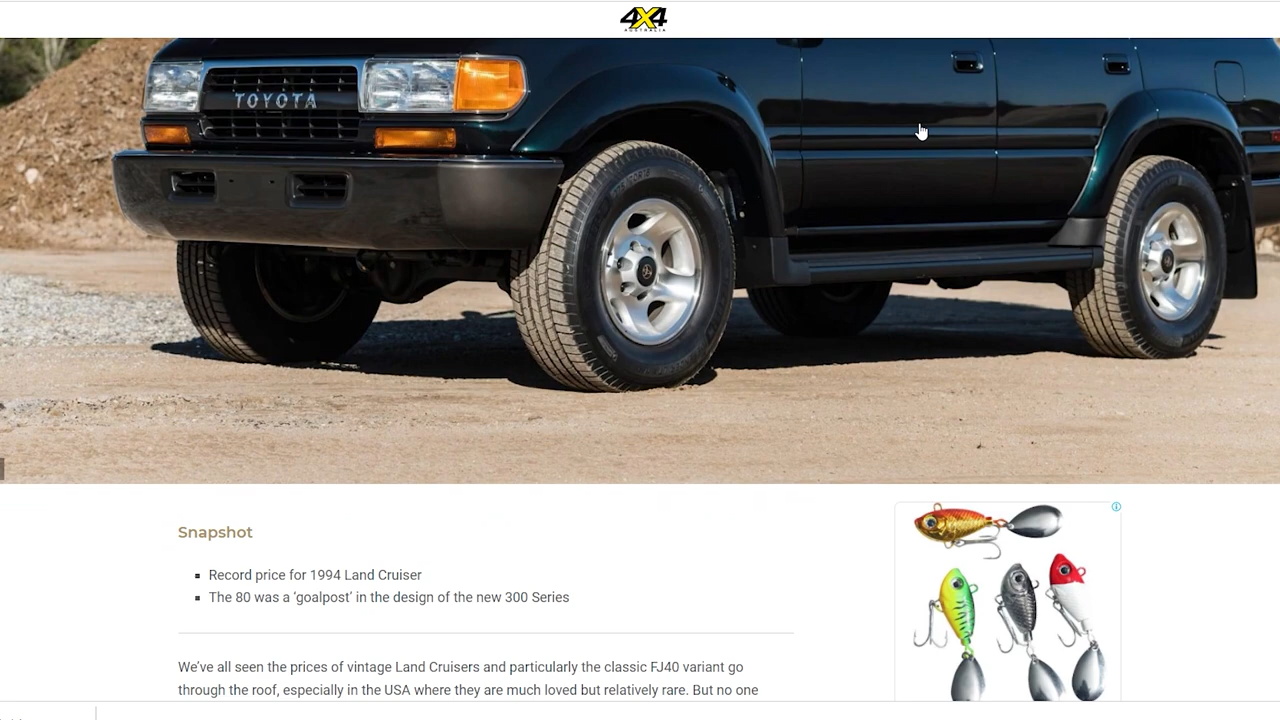 4X4
AUSTRALIA
TOYOTA
Snapshot
Record price for 1994 Land Cruiser
The 80 was a ‘goalpost’ in the design of the new 300 Series
We’ve all seen the prices of vintage Land Cruisers and particularly the classic FJ40 variant go
through the roof, especially in the USA where they are much loved but relatively rare. But no one